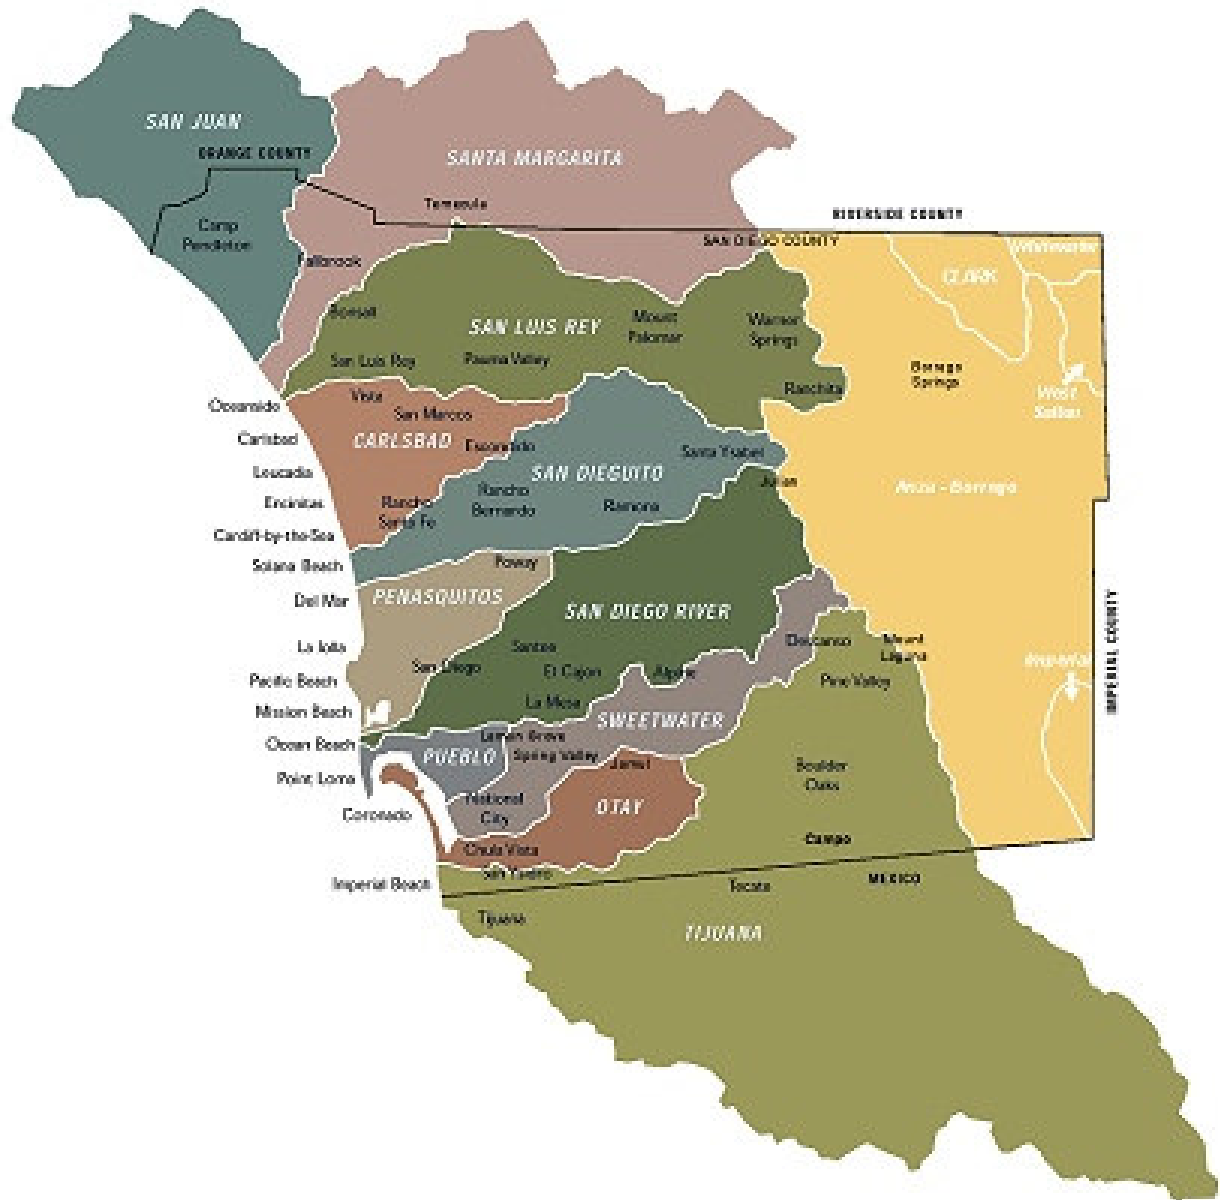 SAN JUAN
ORANGE COUNTY
SANTA MARGARITA
Temecula
RIVERSIDE COUNTY
Camp
Pendleton
SAN DIEGO COUNTY
Whitewater
Fallbrook
CLARK
Bonsall
SAN LUIS REY
Mount
Palomar
Warner
Springs
San Luis Rey
Pauma Valley
Borrego
Springs
Ranchita
West
Salton
Oceanside
Vista
San Marcos
Carlsbad
CARLSBAD
Escondido
Santa Ysabel
Leucadia
SAN DIEGUITO
Julian
Anza - Borrego
Encinitas
Rancho
Santa Fe
Rancho
Bernardo
Ramona
Cardiff-by-the-Sea
Solana Beach
Poway
Del Mar
PENASQUITOS
SAN DIEGO RIVER
La Jolla
Santee
Descanso
Mount
Laguna
IMPERIAL COUNTY
San Diego
El Cajon
Alpine
Imperial
Pacific Beach
Pine Valley
La Mesa
Mission Beach
SWEETWATER
Ocean Beach
Lemon Grove
PUEBLO
Spring Valley
Jamul
Point Loma
Boulder
Oaks
National
City
OTAY
Coronado
Campo
Chula Vista
San Ysidro
Imperial Beach
Tecate
MEXICO
Tijuana
TIJUANA